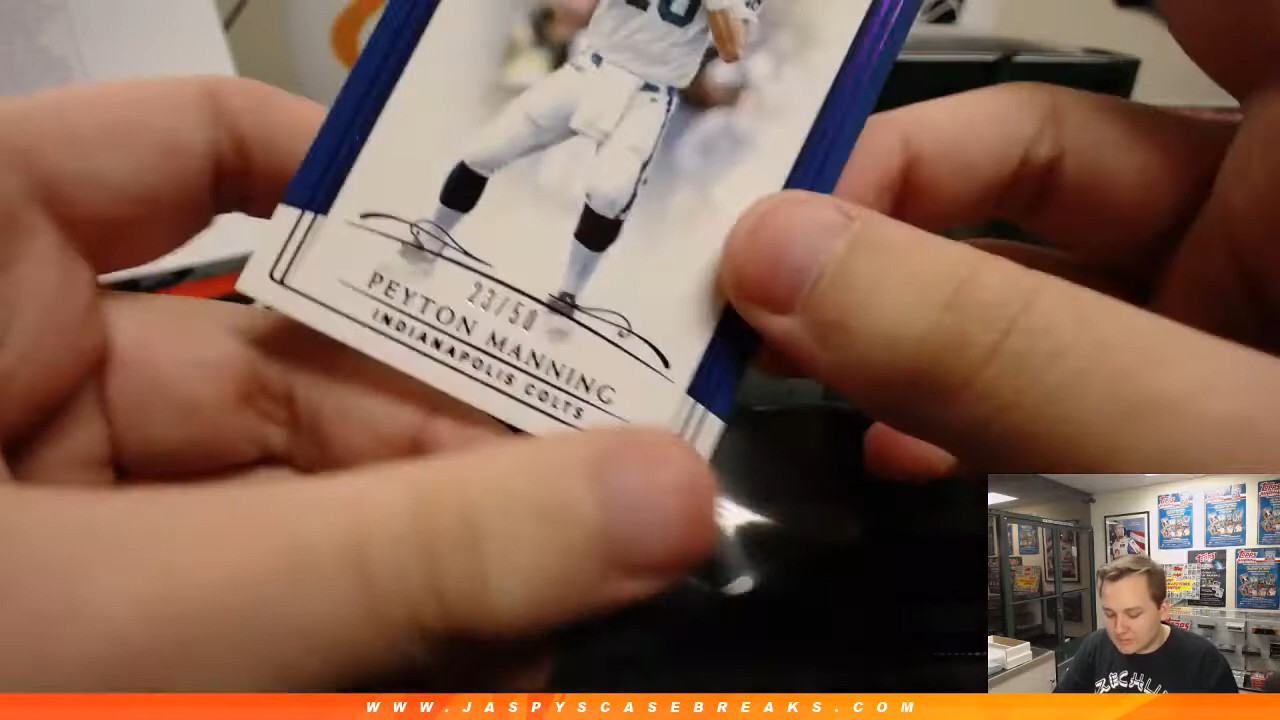 23/50
PEYTON MANNING
INDIANAPOLIS COLTS
WWW.JASPYSCASEBREAKS.COM